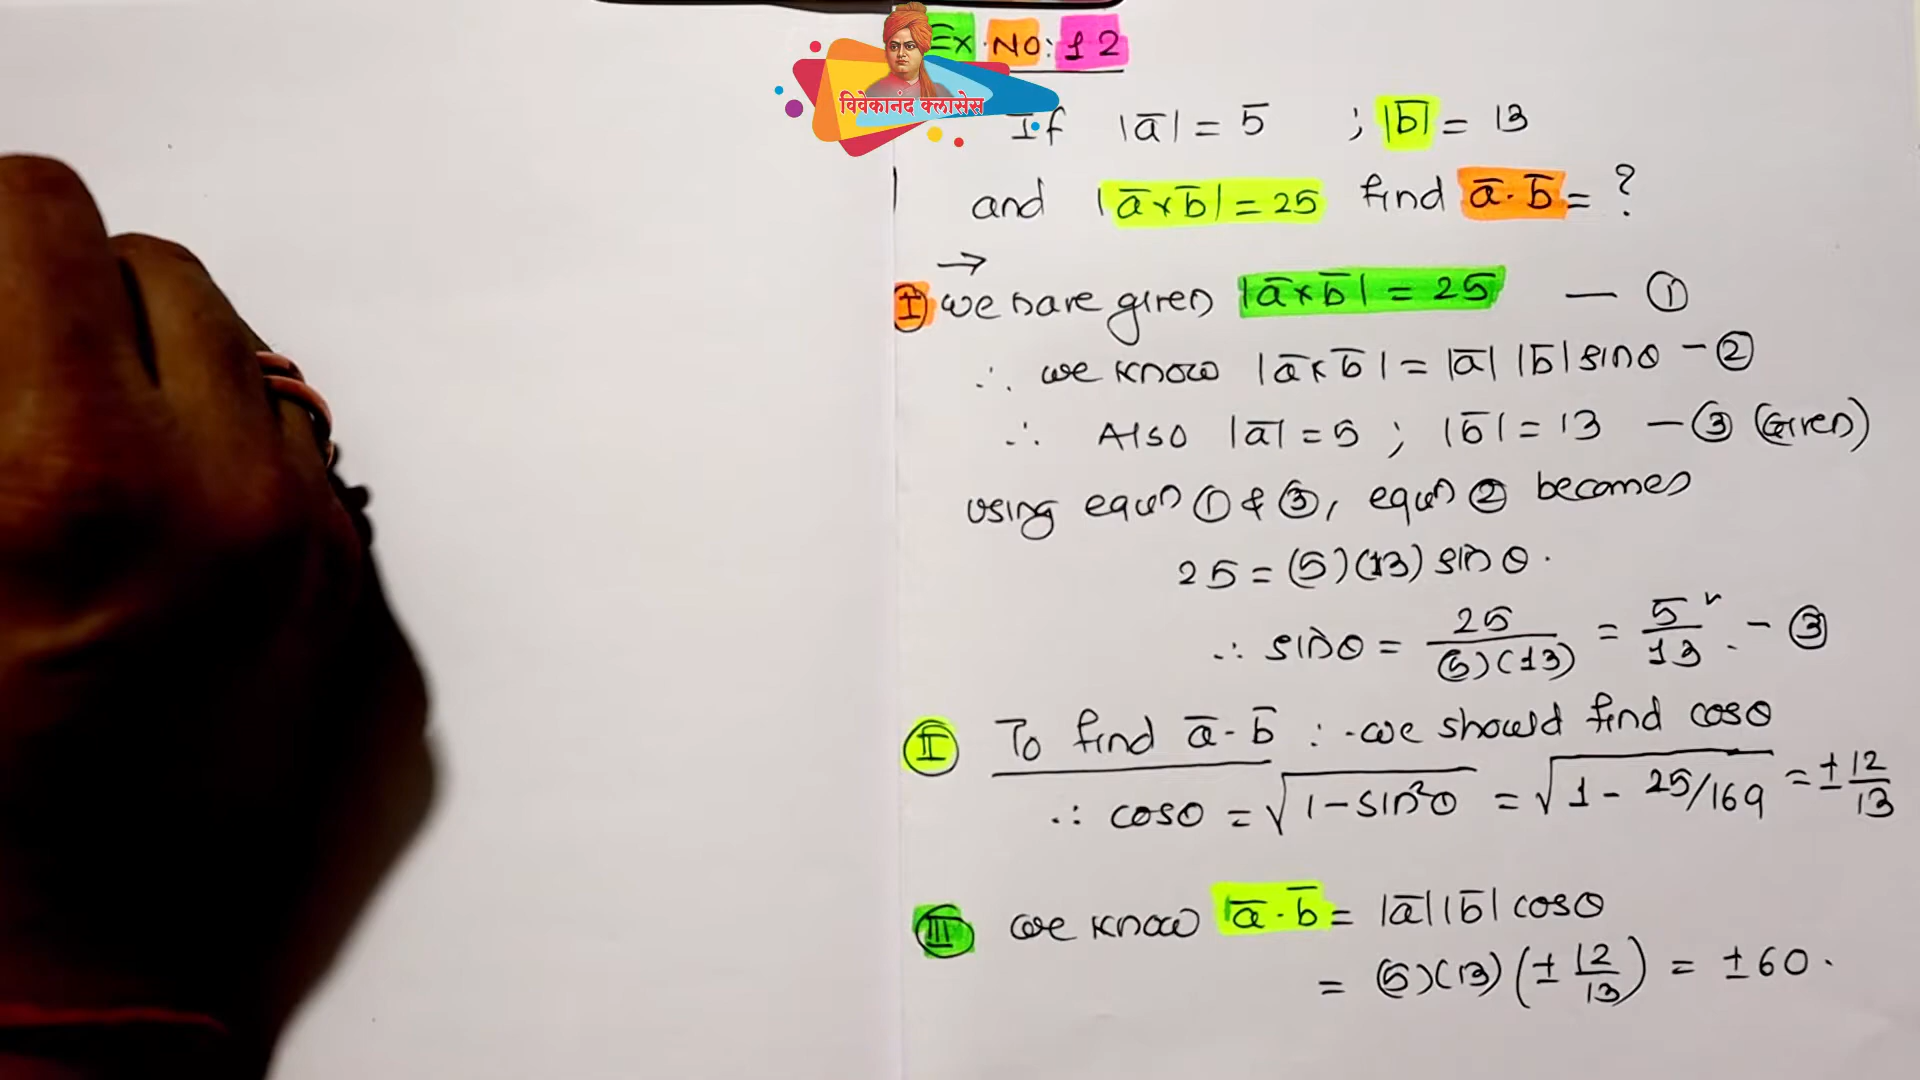 Ex. NO: 12
विवेकानंद क्लासेस
If |a̅| = 5 ; |b̅| = 13
and |a̅×b̅| = 25 find a̅·b̅ = ?
→
Ⓘ we have given |a̅×b̅| = 25 — ①
∴ we know |a̅×b̅| = |a̅| |b̅| sinθ - ②
∴ Also |a̅| = 5 ; |b̅| = 13 — ③ (Given)
using equn ① & ③, equn ② becomes
25 = (5)(13) sinθ.
∴ sinθ = 25/(5)(13) = 5/13. - ③
II To find a̅·b̅ : -we should find cosθ
∴ cosθ = √(1-sin²θ) = √(1 - 25/169) = ±12/13
III we know |a̅·b̅ = |a̅||b̅| cosθ
= (5)(13)(±12/13) = ±60.